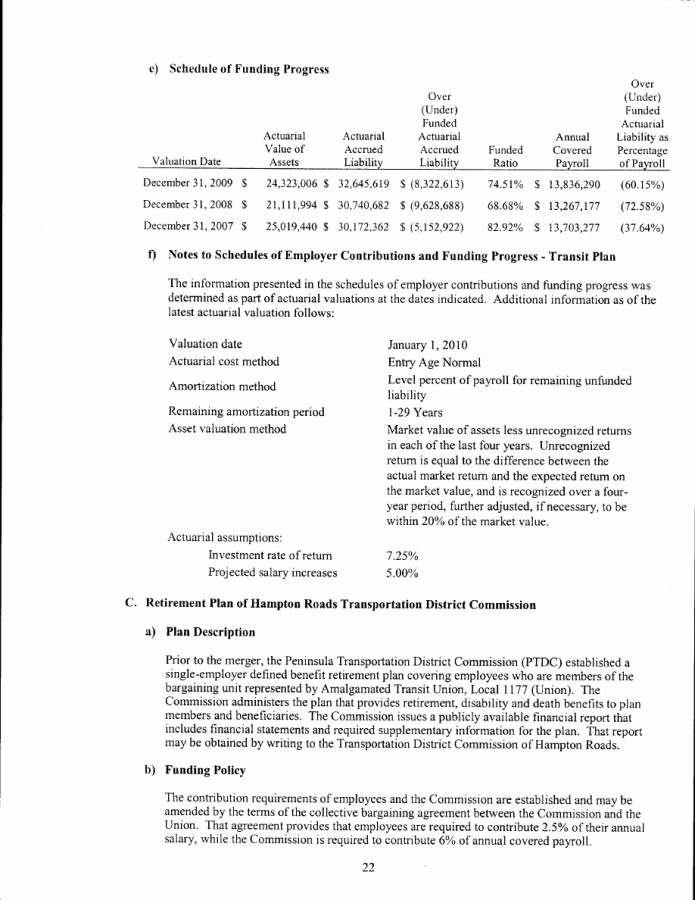 e) Schedule of Funding Progress
Over
Over (Under)
(Under) Funded
Funded Actuarial
Actuarial Actuarial Actuarial Annual Liability as
Value of Accrued Accrued Funded Covered Percentage
Valuation Date Assets Liability Liability Ratio Payroll of Payroll
December 31, 2009 $ 24,323,006 $ 32,645,619 $ (8,322,613) 74.51% $ 13,836,290 (60.15%)
December 31, 2008 $ 21,111,994 $ 30,740,682 $ (9,628,688) 68.68% $ 13,267,177 (72.58%)
December 31, 2007 $ 25,019,440 $ 30,172,362 $ (5,152,922) 82.92% $ 13,703,277 (37.64%)
f) Notes to Schedules of Employer Contributions and Funding Progress - Transit Plan
The information presented in the schedules of employer contributions and funding progress was
determined as part of actuarial valuations at the dates indicated. Additional information as of the
latest actuarial valuation follows:
Valuation date January 1, 2010
Actuarial cost method Entry Age Normal
Amortization method Level percent of payroll for remaining unfunded
liability
Remaining amortization period 1-29 Years
Asset valuation method Market value of assets less unrecognized returns
in each of the last four years. Unrecognized
return is equal to the difference between the
actual market return and the expected return on
the market value, and is recognized over a four-
year period, further adjusted, if necessary, to be
within 20% of the market value.
Actuarial assumptions:
Investment rate of return 7.25%
Projected salary increases 5.00%
C. Retirement Plan of Hampton Roads Transportation District Commission
a) Plan Description
Prior to the merger, the Peninsula Transportation District Commission (PTDC) established a
single-employer defined benefit retirement plan covering employees who are members of the
bargaining unit represented by Amalgamated Transit Union, Local 1177 (Union). The
Commission administers the plan that provides retirement, disability and death benefits to plan
members and beneficiaries. The Commission issues a publicly available financial report that
includes financial statements and required supplementary information for the plan. That report
may be obtained by writing to the Transportation District Commission of Hampton Roads.
b) Funding Policy
The contribution requirements of employees and the Commission are established and may be
amended by the terms of the collective bargaining agreement between the Commission and the
Union. That agreement provides that employees are required to contribute 2.5% of their annual
salary, while the Commission is required to contribute 6% of annual covered payroll.
22